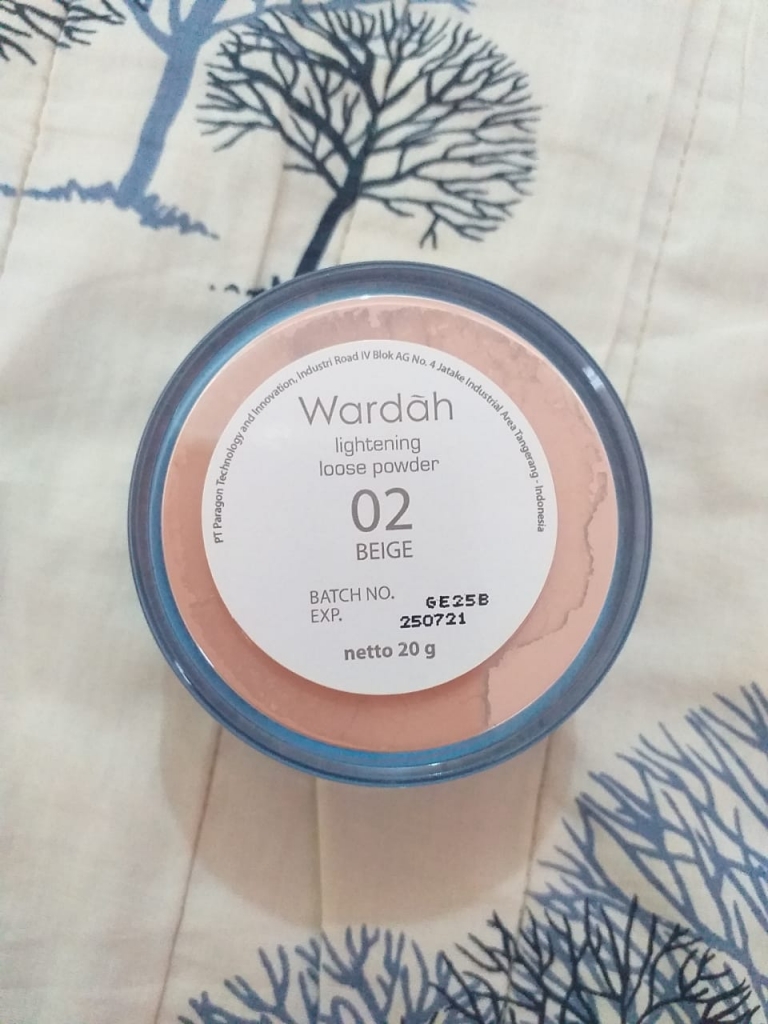 PT Paragon Technology and Innovation, Industri Road IV Blok AG No. 4 Jatake Industrial Area Tangerang - Indonesia
Wardah
lightening
loose powder
02
BEIGE
BATCH NO. GE25B
EXP. 250721
netto 20 g